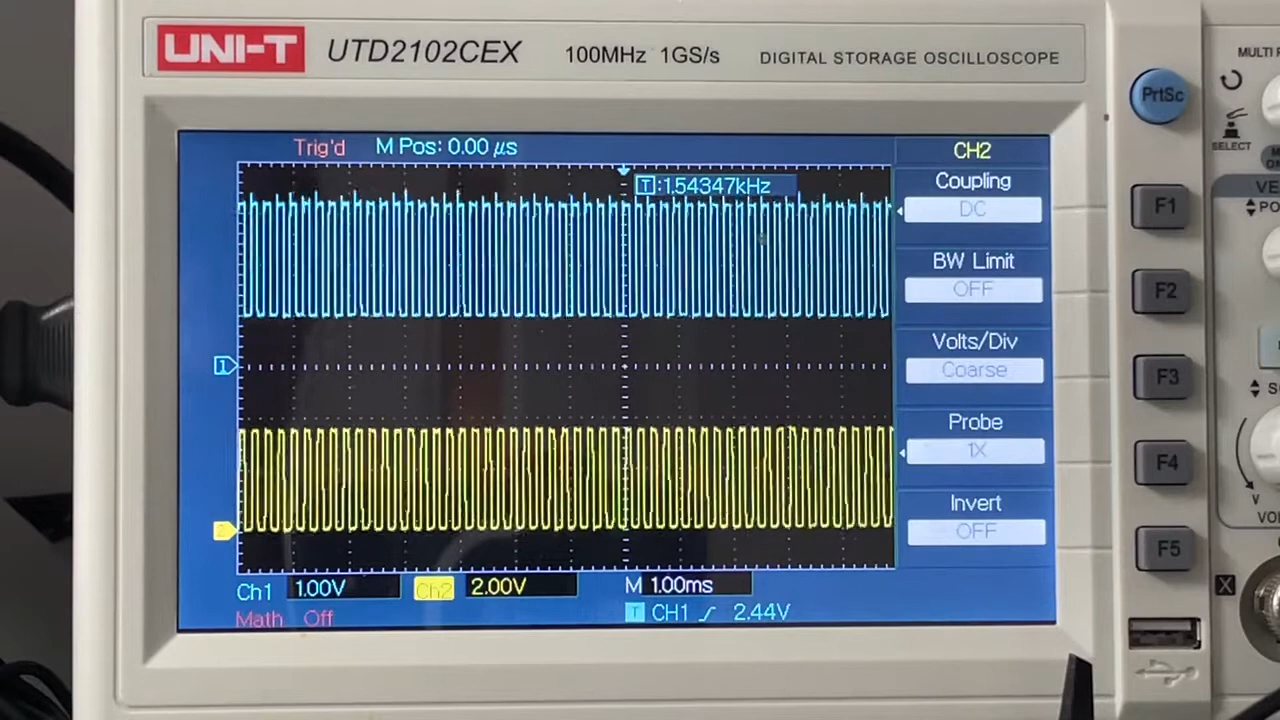 UNI-T UTD2102CEX 100MHz 1GS/s DIGITAL STORAGE OSCILLOSCOPE
Trig'd M Pos: 0.00 μs CH2
T:1.54347kHz
Coupling
DC
BW Limit
OFF
Volts/Div
Coarse
Probe
1X
Invert
OFF
1
2
Ch1 1.00V Ch2 2.00V M 1.00ms
Math Off T CH1 2.44V
PrtSc
F1
F2
F3
F4
F5
SELECT
X
V